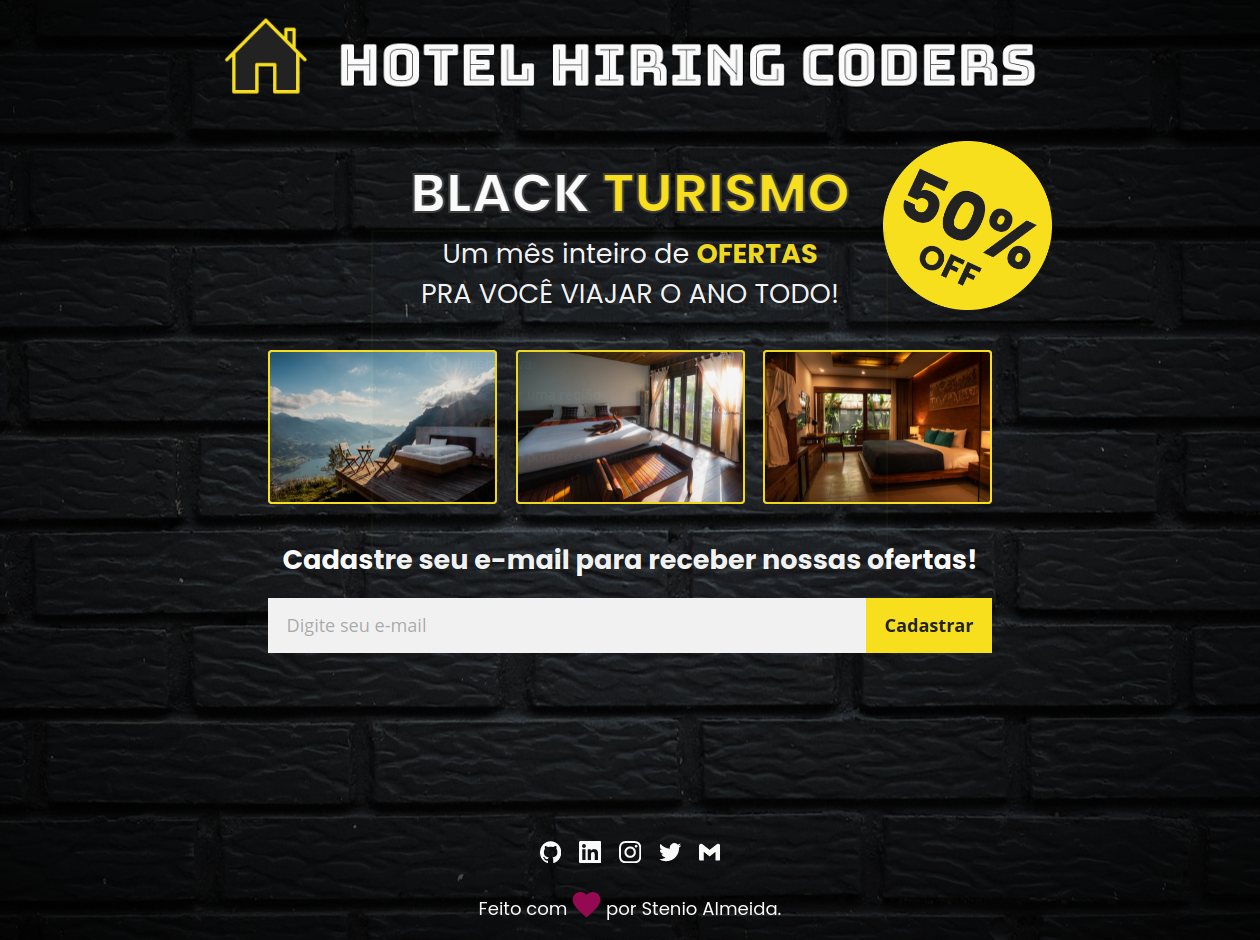 HOTEL HIRING CODERS
BLACK TURISMO
50%
OFF
Um mês inteiro de OFERTAS
PRA VOCÊ VIAJAR O ANO TODO!
Cadastre seu e-mail para receber nossas ofertas!
Digite seu e-mail
Cadastrar
Feito com por Stenio Almeida.